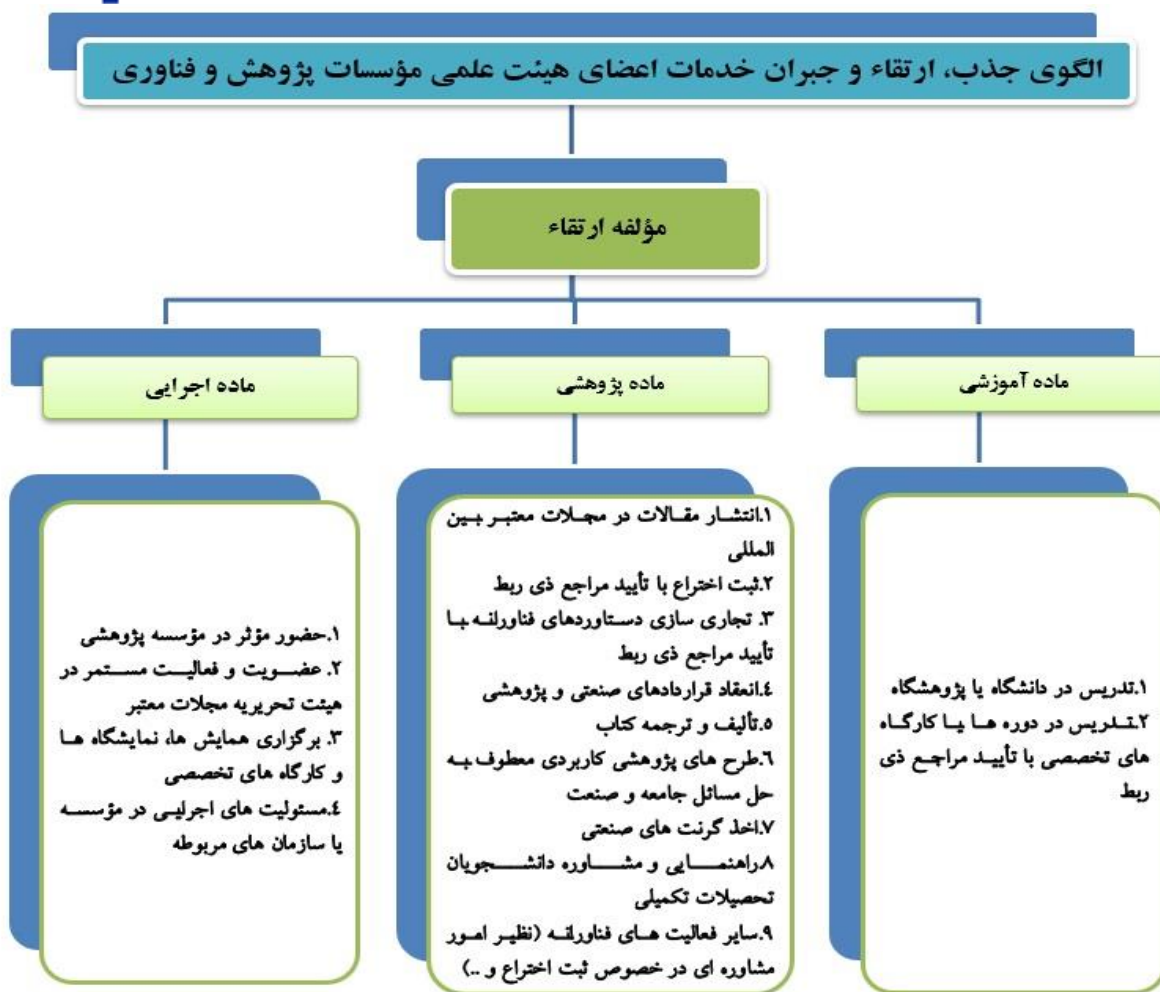 الگوی جذب، ارتقاء و جبران خدمات اعضای هیئت علمی مؤسسات پژوهش و فناوری
مؤلفه ارتقاء
ماده آموزشی
ماده پژوهشی
ماده اجرایی
۱.تدریس در دانشگاه یا پژوهشگاه
۲.تدریس در دوره ها یا کارگاه
های تخصصی با تأیید مراجع ذی
ربط
۱.انتشار مقالات در مجلات معتبر بین
المللی
۲.ثبت اختراع با تأیید مراجع ذی ربط
۳. تجاری سازی دستاوردهای فناورانه با
تأیید مراجع ذی ربط
۴.انعقاد قراردادهای صنعتی و پژوهشی
۵.تألیف و ترجمه کتاب
۶.طرح های پژوهشی کاربردی معطوف به
حل مسائل جامعه و صنعت
۷.اخذ گرنت های صنعتی
۸.راهنمایی و مشاوره دانشجویان
تحصیلات تکمیلی
۹.سایر فعالیت های فناورانه (نظیر امور
مشاوره ای در خصوص ثبت اختراع و ..)
۱.حضور مؤثر در مؤسسه پژوهشی
۲. عضویت و فعالیت مستمر در
هیئت تحریریه مجلات معتبر
۳. برگزاری همایش ها، نمایشگاه ها
و کارگاه های تخصصی
۴.مسئولیت های اجرایی در مؤسسه
یا سازمان های مربوطه